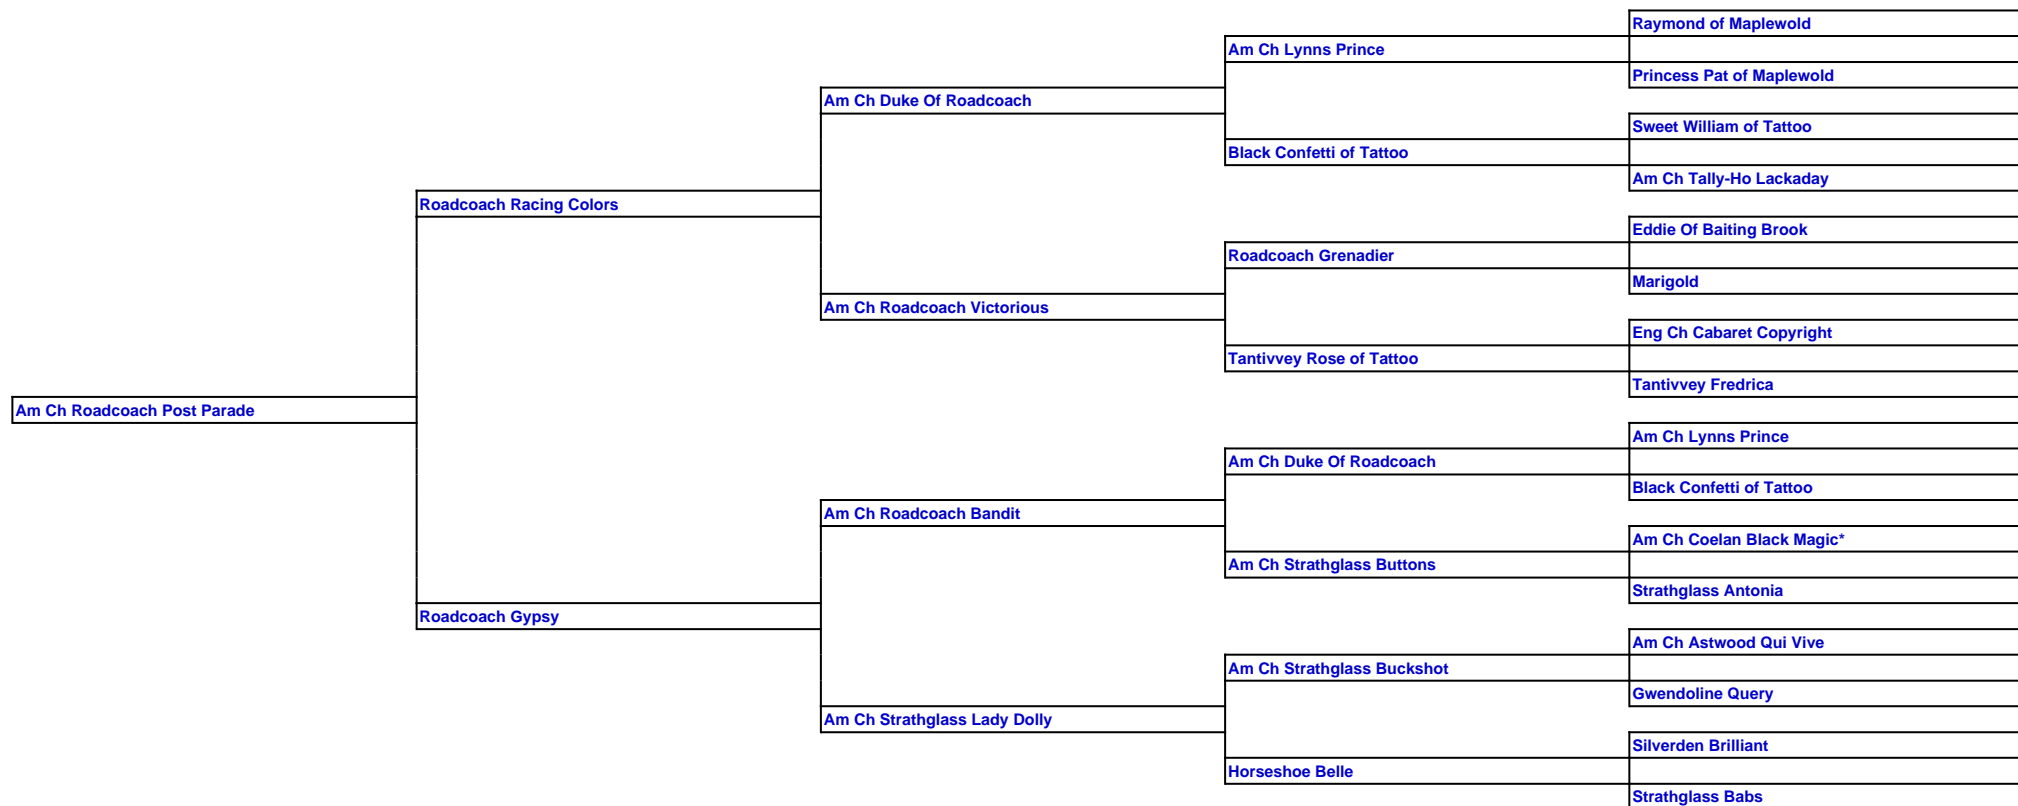 Raymond of Maplewold
Am Ch Lynns Prince
Princess Pat of Maplewold
Am Ch Duke Of Roadcoach
Sweet William of Tattoo
Black Confetti of Tattoo
Am Ch Tally-Ho Lackaday
Roadcoach Racing Colors
Eddie Of Baiting Brook
Roadcoach Grenadier
Marigold
Am Ch Roadcoach Victorious
Eng Ch Cabaret Copyright
Tantivvey Rose of Tattoo
Tantivvey Fredrica
Am Ch Roadcoach Post Parade
Am Ch Lynns Prince
Am Ch Duke Of Roadcoach
Black Confetti of Tattoo
Am Ch Roadcoach Bandit
Am Ch Coelan Black Magic*
Am Ch Strathglass Buttons
Strathglass Antonia
Roadcoach Gypsy
Am Ch Astwood Qui Vive
Am Ch Strathglass Buckshot
Gwendoline Query
Am Ch Strathglass Lady Dolly
Silverden Brilliant
Horseshoe Belle
Strathglass Babs